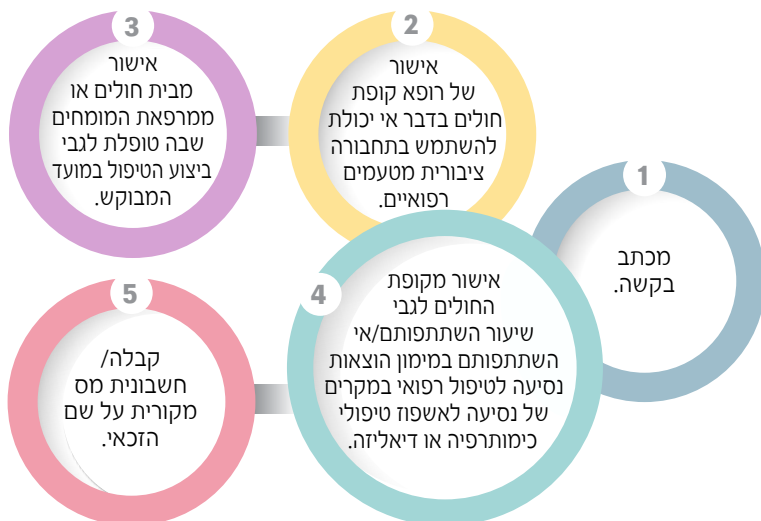 1
מכתב
בקשה.
2
אישור
של רופא קופת
חולים בדבר אי יכולת
להשתמש בתחבורה
ציבורית מטעמים
רפואיים.
3
אישור
מבית חולים או
ממרפאת המומחים
שבה טופלת לגבי
ביצוע הטיפול במועד
המבוקש.
4
אישור מקופת
החולים לגבי
שיעור השתתפותם/אי
השתתפותם במימון הוצאות
נסיעה לטיפול רפואי במקרים
של נסיעה לאשפוז טיפולי
כימותרפיה או דיאליזה.
5
קבלה/
חשבונית מס
מקורית על שם
הזכאי.